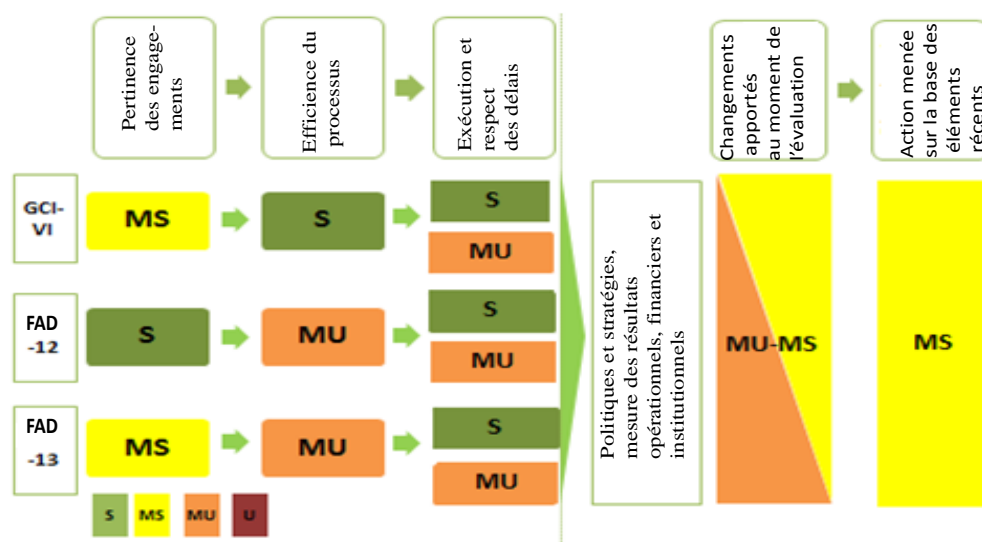 Pertinence
des engage-
ments
Efficience du
processus
Exécution et
respect
des délais
Changements
apportés
au moment de
l'évaluation
Action menée
sur la base des
éléments
récents
GCI-
VI
MS
S
S
MU
FAD
-12
S
MU
S
MU
FAD
-13
MS
MU
S
MU
Politiques et stratégies,
mesure des résultats
opérationnels, financiers et
institutionnels
MU-MS
MS
S
MS
MU
U